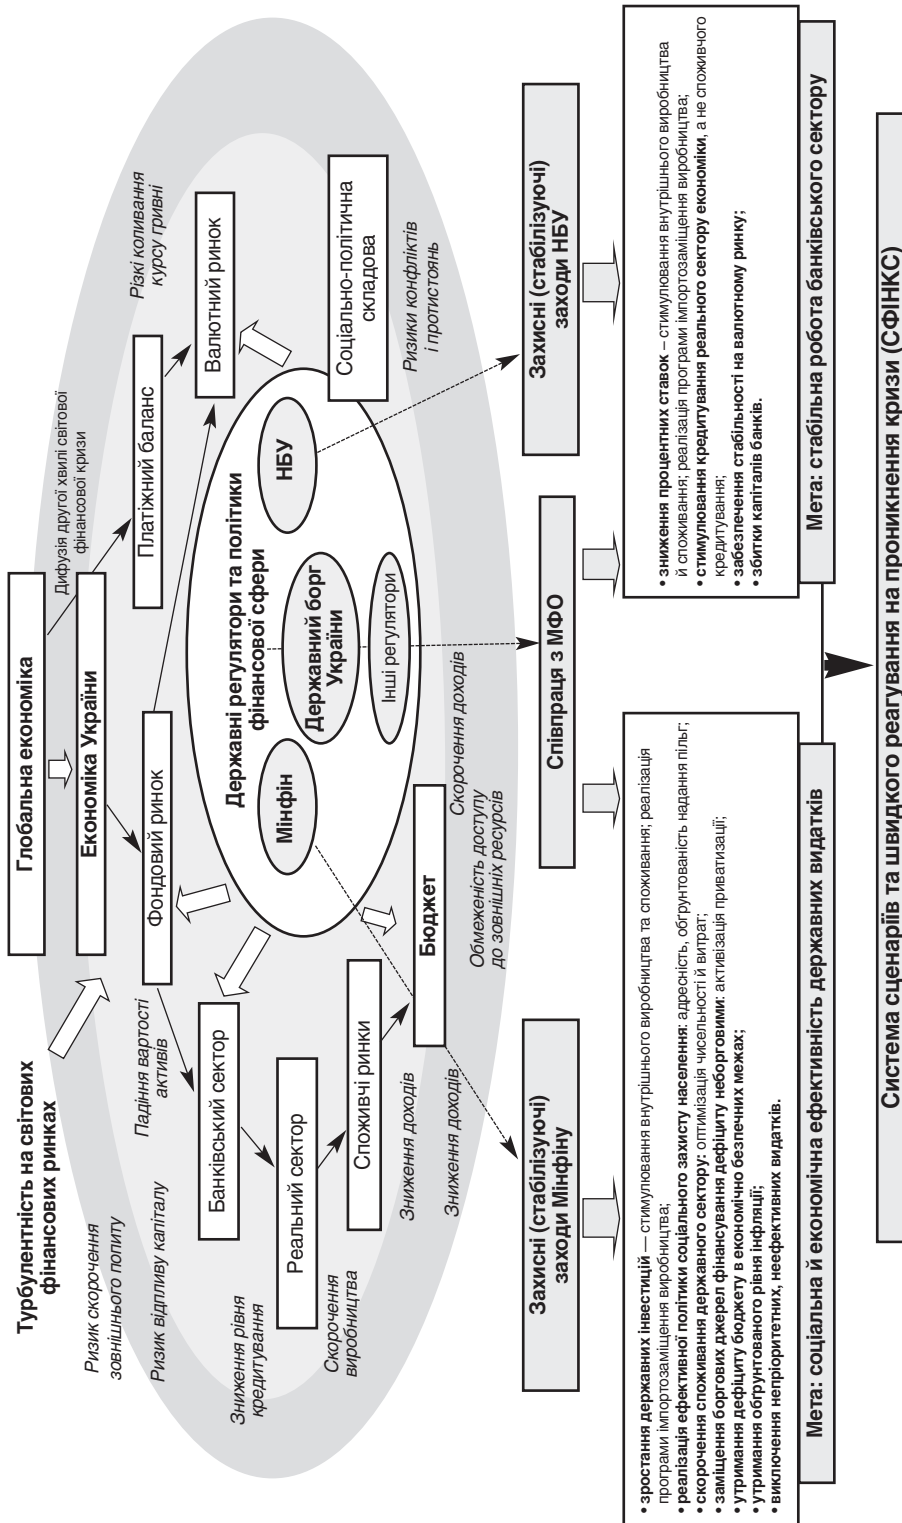 Глобальна економіка
Турбулентність на світових
фінансових ринках
Економіка України
Дифузія другої хвилі світової
фінансової кризи
Ризик скорочення
зовнішнього попиту
Ризик відпливу капіталу
Падіння вартості
активів
Фондовий ринок
Платіжний баланс
Різкі коливання
курсу гривні
Банківський сектор
Валютний ринок
Зниження рівня
кредитування
Реальний сектор
Державні регулятори та політики
фінансової сфери
Мінфін
Державний борг
України
НБУ
Інші регулятори
Соціально-політична
складова
Скорочення
виробництва
Споживчі ринки
Зниження доходів
Бюджет
Зниження доходів
Скорочення доходів
Обмеженість доступу
до зовнішніх ресурсів
Ризики конфліктів
і протистоянь
Захисні (стабілізуючі)
заходи Мінфіну
Співпраця з МФО
Захисні (стабілізуючі)
заходи НБУ
• зростання державних інвестицій — стимулювання внутрішнього виробництва та споживання; реалізація
програми імпортозаміщення виробництва;
• реалізація ефективної політики соціального захисту населення: адресність, обґрунтованість надання пільг;
• скорочення споживання державного сектору: оптимізація чисельності й витрат;
• заміщення боргових джерел фінансування дефіциту неборговими: активізація приватизації;
• утримання дефіциту бюджету в економічно безпечних межах;
• утримання обґрунтованого рівня інфляції;
• виключення непріоритетних, неефективних видатків.
Мета: соціальна й економічна ефективність державних видатків
• зниження процентних ставок – стимулювання внутрішнього виробництва
й споживання; реалізація програми імпортозаміщення виробництва;
• стимулювання кредитування реального сектору економіки, а не споживчого
кредитування;
• забезпечення стабільності на валютному ринку;
• збитки капіталів банків.
Мета: стабільна робота банківського сектору
Система сценаріїв та швидкого реагування на проникнення кризи (СФІНКС)